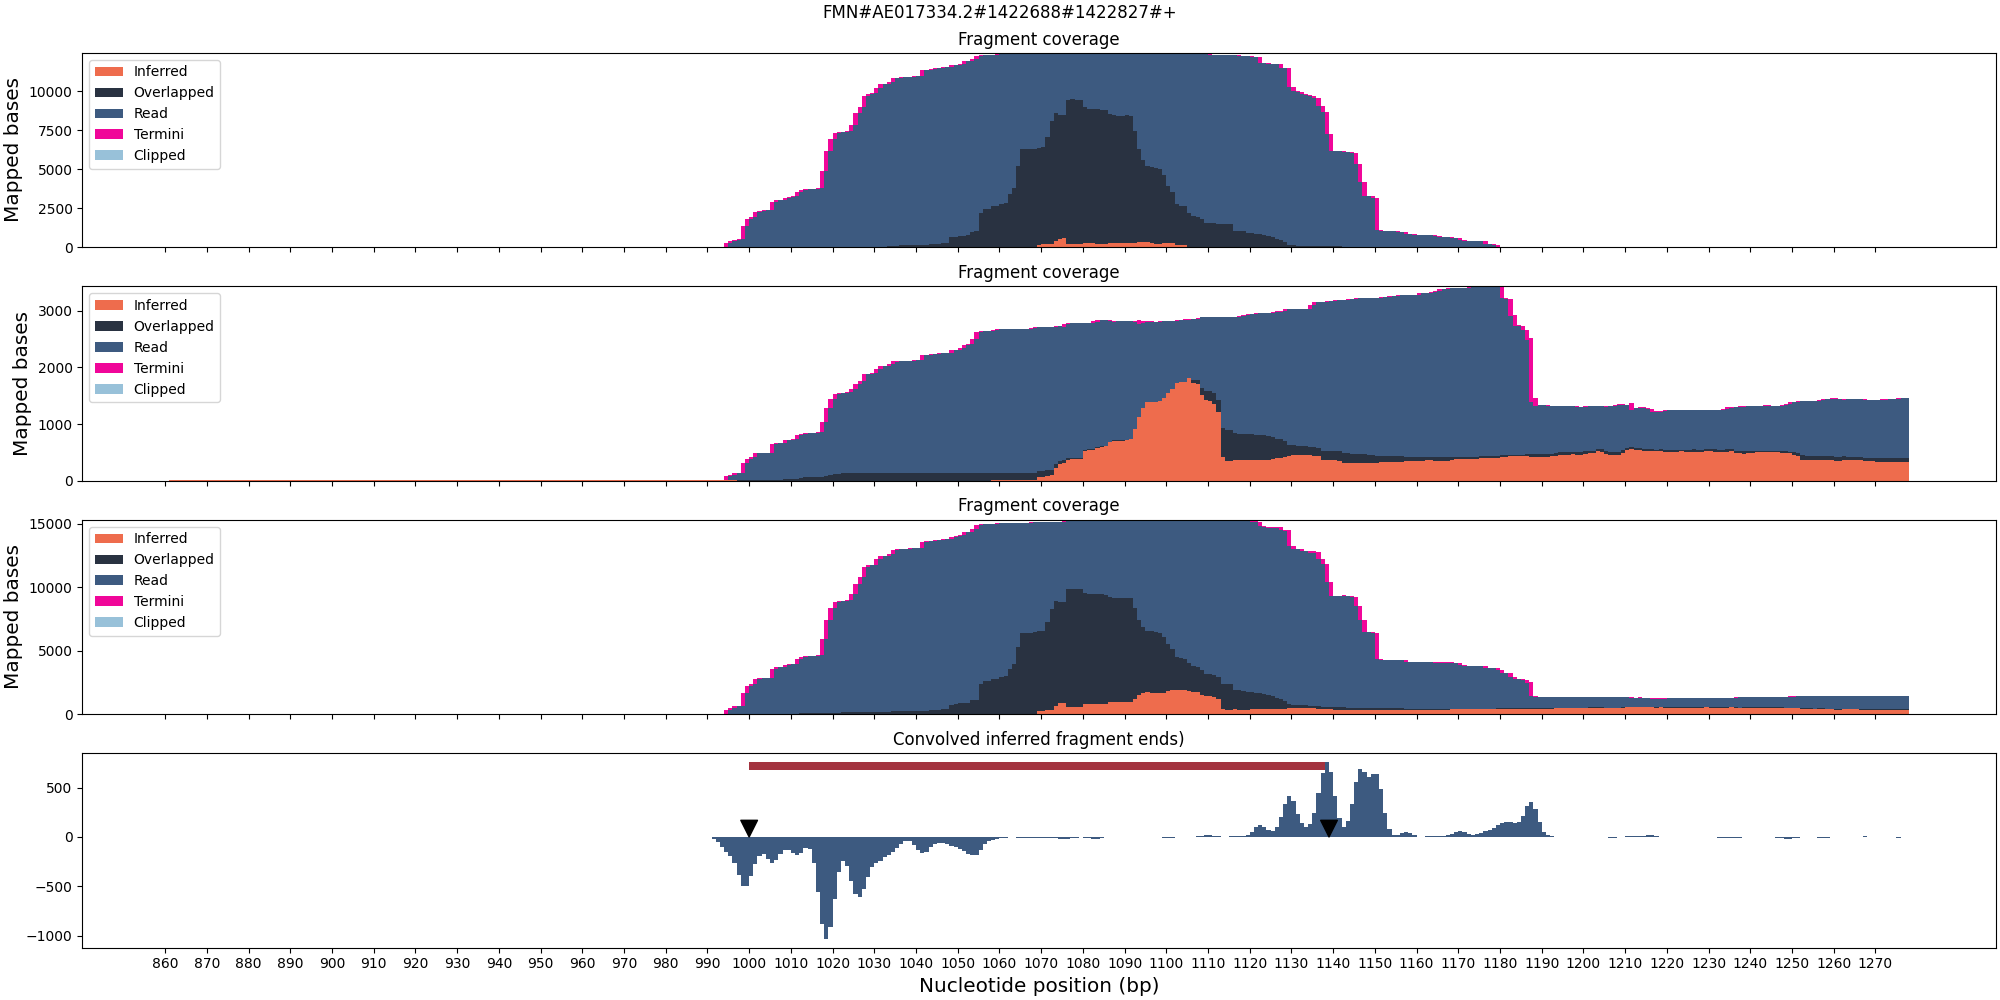 FMN#AE017334.2#1422688#1422827#+
Fragment coverage
Mapped bases
10000
7500
5000
2500
0
Inferred
Overlapped
Read
Termini
Clipped
Fragment coverage
Mapped bases
3000
2000
1000
0
Inferred
Overlapped
Read
Termini
Clipped
Fragment coverage
Mapped bases
15000
10000
5000
0
Inferred
Overlapped
Read
Termini
Clipped
Convolved inferred fragment ends)
500
0
−500
−1000
860 870 880 890 900 910 920 930 940 950 960 970 980 990 1000 1010 1020 1030 1040 1050 1060 1070 1080 1090 1100 1110 1120 1130 1140 1150 1160 1170 1180 1190 1200 1210 1220 1230 1240 1250 1260 1270
Nucleotide position (bp)